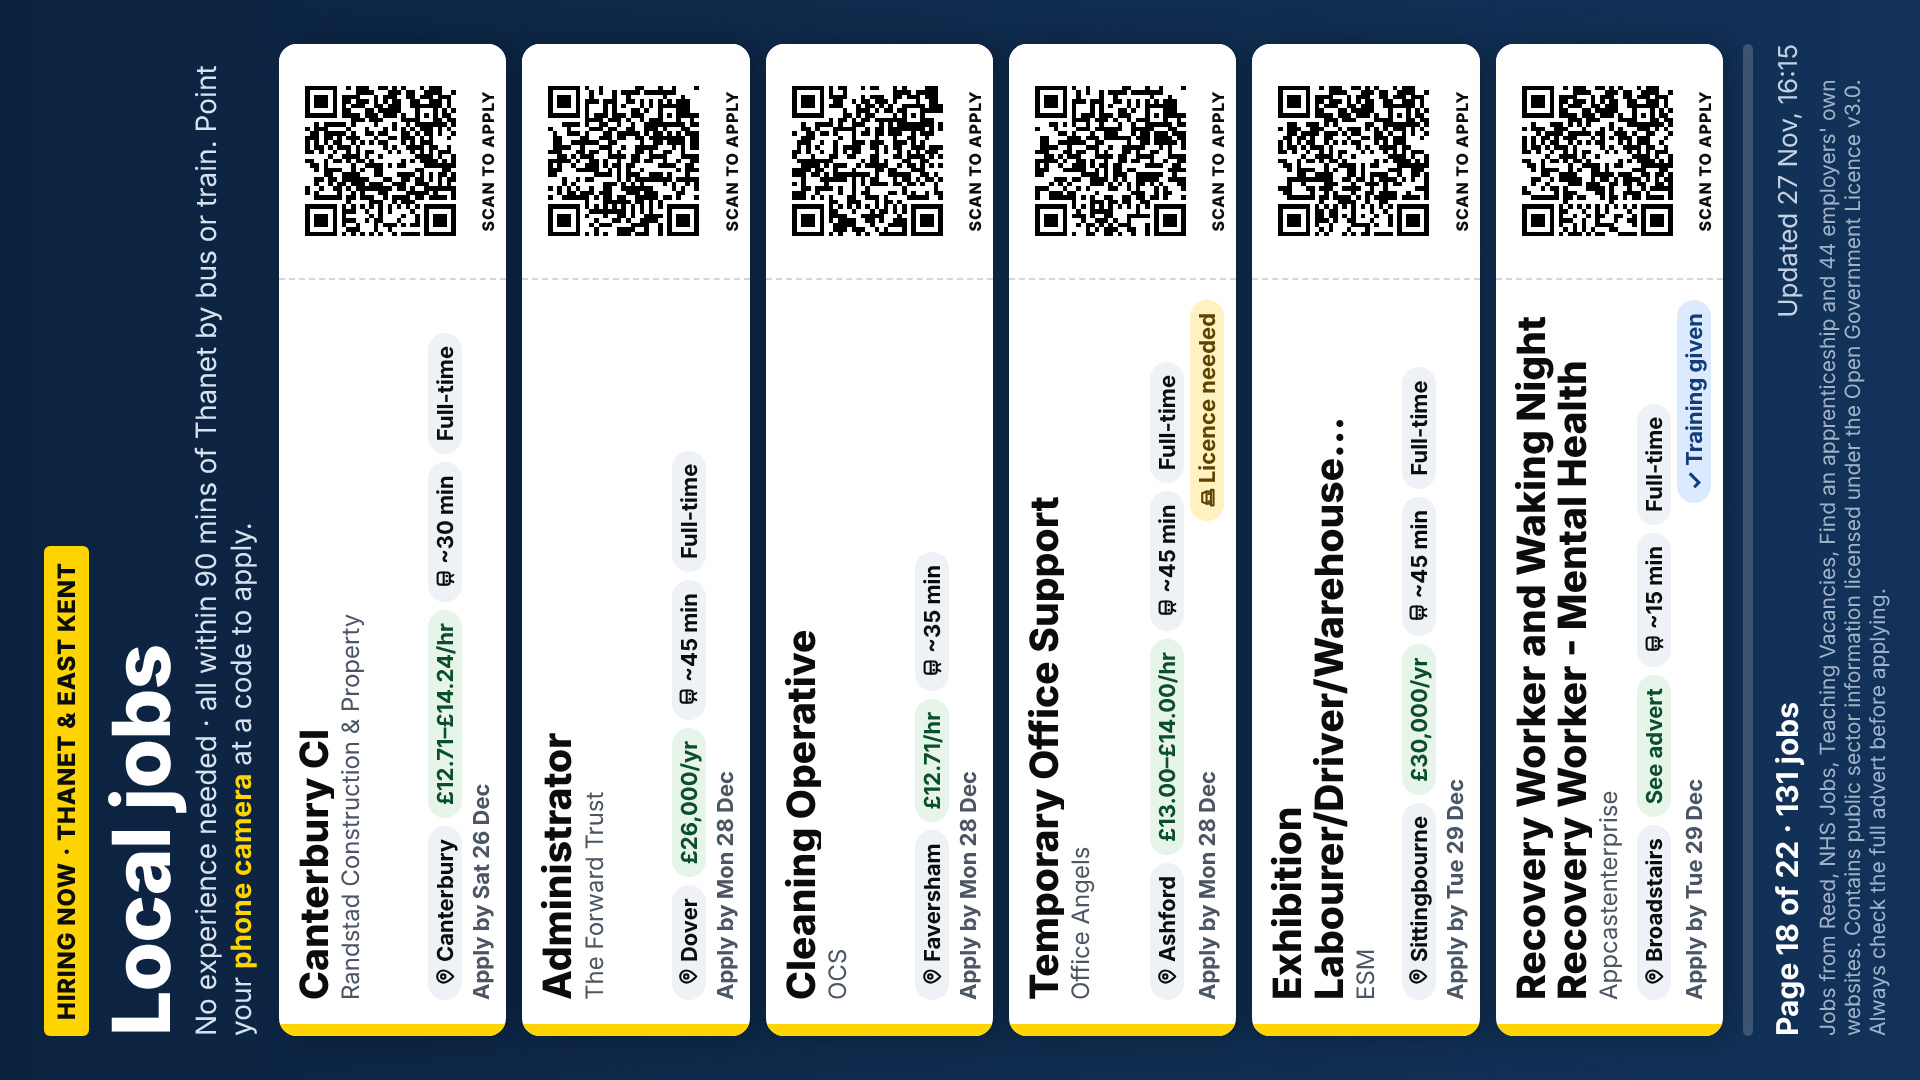 HIRING NOW · THANET & EAST KENT
Local jobs
No experience needed · all within 90 mins of Thanet by bus or train. Point
your phone camera at a code to apply.
Canterbury CI
Randstad Construction & Property
Canterbury £12.71–£14.24/hr ~30 min Full-time
Apply by Sat 26 Dec
SCAN TO APPLY
Administrator
The Forward Trust
Dover £26,000/yr ~45 min Full-time
Apply by Mon 28 Dec
SCAN TO APPLY
Cleaning Operative
OCS
Faversham £12.71/hr ~35 min
Apply by Mon 28 Dec
SCAN TO APPLY
Temporary Office Support
Office Angels
Ashford £13.00–£14.00/hr ~45 min Full-time
Apply by Mon 28 Dec Licence needed
SCAN TO APPLY
Exhibition
Labourer/Driver/Warehouse...
ESM
Sittingbourne £30,000/yr ~45 min Full-time
Apply by Tue 29 Dec
SCAN TO APPLY
Recovery Worker and Waking Night
Recovery Worker - Mental Health
Appcastenterprise
Broadstairs See advert ~15 min Full-time
Apply by Tue 29 Dec Training given
SCAN TO APPLY
Page 18 of 22 · 131 jobs Updated 27 Nov, 16:15
Jobs from Reed, NHS Jobs, Teaching Vacancies, Find an apprenticeship and 44 employers' own
websites. Contains public sector information licensed under the Open Government Licence v3.0.
Always check the full advert before applying.